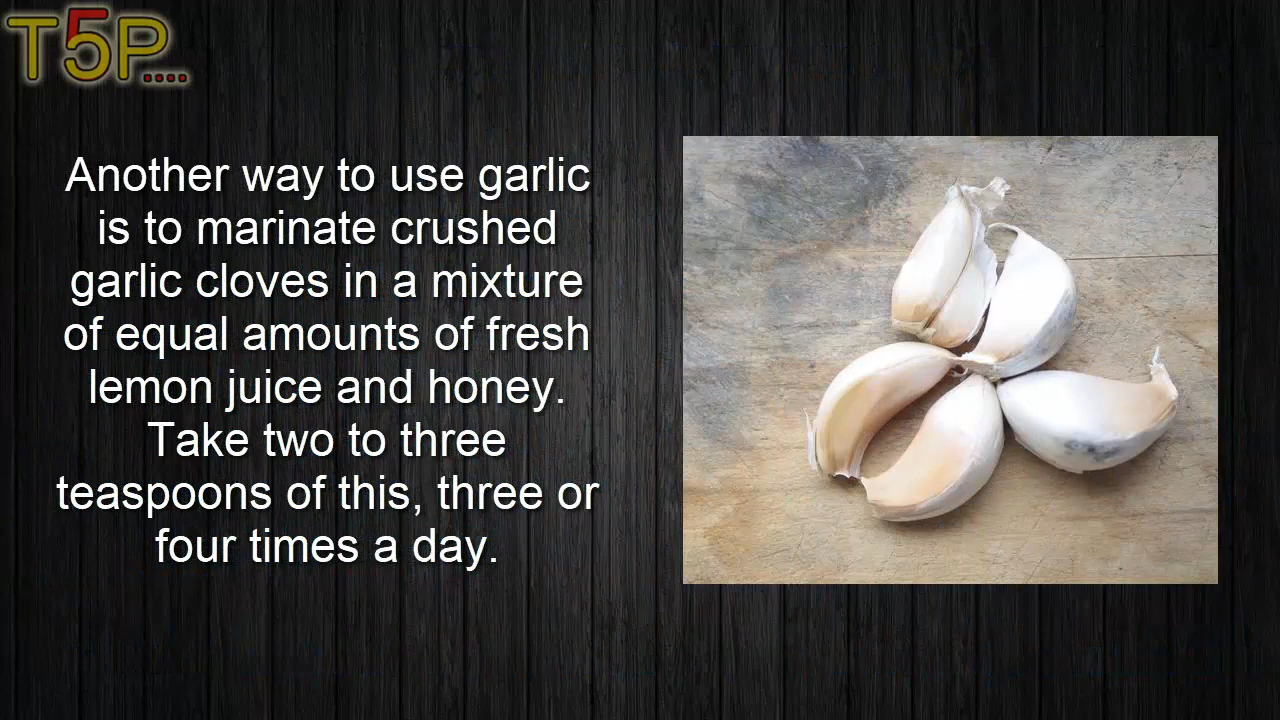 T5P....
Another way to use garlic
is to marinate crushed
garlic cloves in a mixture
of equal amounts of fresh
lemon juice and honey.
Take two to three
teaspoons of this, three or
four times a day.